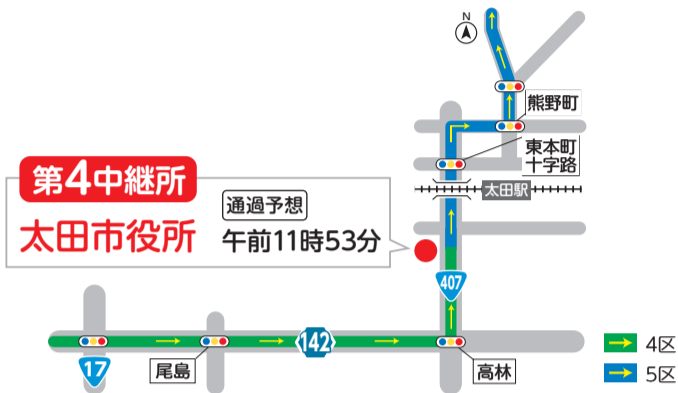 N
熊野町
東本町
十字路
太田駅
第4中継所
太田市役所
通過予想
午前11時53分
407
142
17
尾島
高林
4区
5区